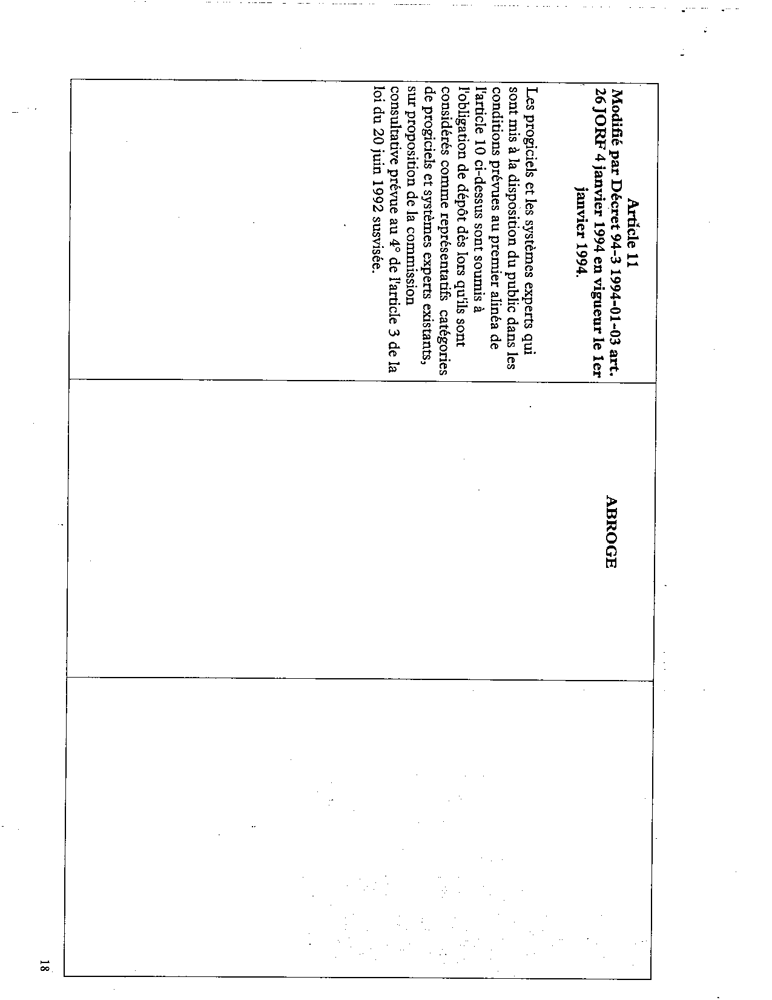 Article 11
Modifié par Décret 94-3 1994-01-03 art.
26 JORF 4 janvier 1994 en vigueur le 1er
janvier 1994.
Les progiciels et les systèmes experts qui
sont mis à la disposition du public dans les
conditions prévues au premier alinéa de
l'article 10 ci-dessus sont soumis à
l'obligation de dépôt dès lors qu'ils sont
considérés comme représentatifs catégories
de progiciels et systèmes experts existants,
sur proposition de la commission
consultative prévue au 4° de l'article 3 de la
loi du 20 juin 1992 susvisée.
ABROGE
18